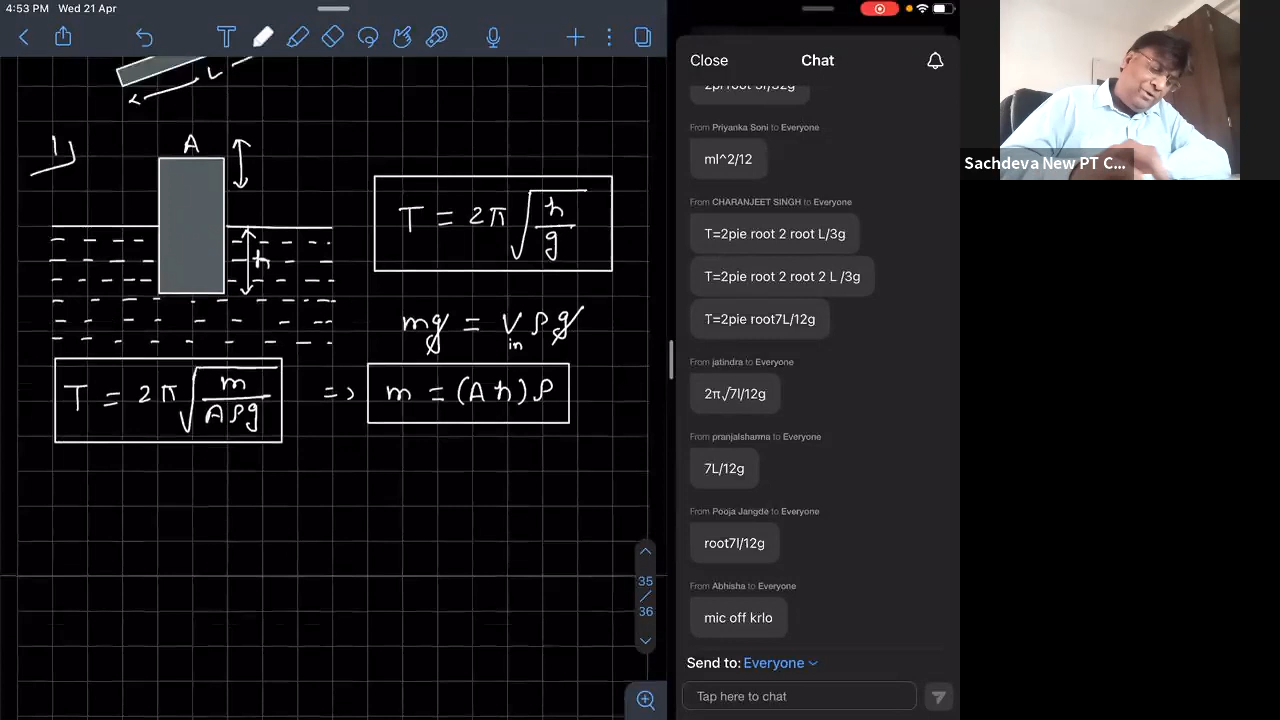 4:53 PM Wed 21 Apr
L
1)
A
h
T = 2π √h/g
mg = V in ρ g
T = 2π √m/Aρg
=> m = (A h) ρ
35
/
36
Close
Chat
From Priyanka Soni to Everyone
ml^2/12
From CHARANJEET SINGH to Everyone
T=2pie root 2 root L/3g
T=2pie root 2 root 2 L /3g
T=2pie root7L/12g
From jatindra to Everyone
2π√7l/12g
From pranjalsharma to Everyone
7L/12g
From Pooja Jangde to Everyone
root7l/12g
From Abhisha to Everyone
mic off krlo
Send to: Everyone
Tap here to chat
Sachdeva New PT C...